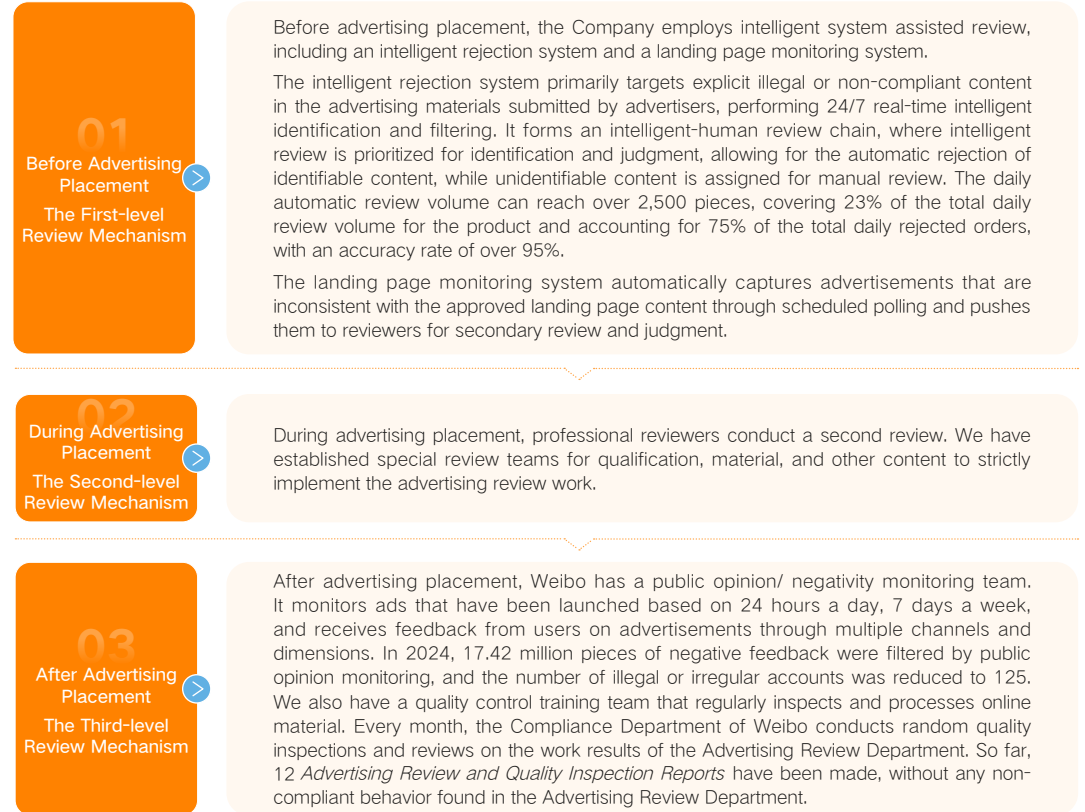 01
Before Advertising
Placement
The First-level
Review Mechanism
Before advertising placement, the Company employs intelligent system assisted review,
including an intelligent rejection system and a landing page monitoring system.
The intelligent rejection system primarily targets explicit illegal or non-compliant content
in the advertising materials submitted by advertisers, performing 24/7 real-time intelligent
identification and filtering. It forms an intelligent-human review chain, where intelligent
review is prioritized for identification and judgment, allowing for the automatic rejection of
identifiable content, while unidentifiable content is assigned for manual review. The daily
automatic review volume can reach over 2,500 pieces, covering 23% of the total daily
review volume for the product and accounting for 75% of the total daily rejected orders,
with an accuracy rate of over 95%.
The landing page monitoring system automatically captures advertisements that are
inconsistent with the approved landing page content through scheduled polling and pushes
them to reviewers for secondary review and judgment.
02
During Advertising
Placement
The Second-level
Review Mechanism
During advertising placement, professional reviewers conduct a second review. We have
established special review teams for qualification, material, and other content to strictly
implement the advertising review work.
03
After Advertising
Placement
The Third-level
Review Mechanism
After advertising placement, Weibo has a public opinion/ negativity monitoring team.
It monitors ads that have been launched based on 24 hours a day, 7 days a week,
and receives feedback from users on advertisements through multiple channels and
dimensions. In 2024, 17.42 million pieces of negative feedback were filtered by public
opinion monitoring, and the number of illegal or irregular accounts was reduced to 125.
We also have a quality control training team that regularly inspects and processes online
material. Every month, the Compliance Department of Weibo conducts random quality
inspections and reviews on the work results of the Advertising Review Department. So far,
12 Advertising Review and Quality Inspection Reports have been made, without any non-
compliant behavior found in the Advertising Review Department.